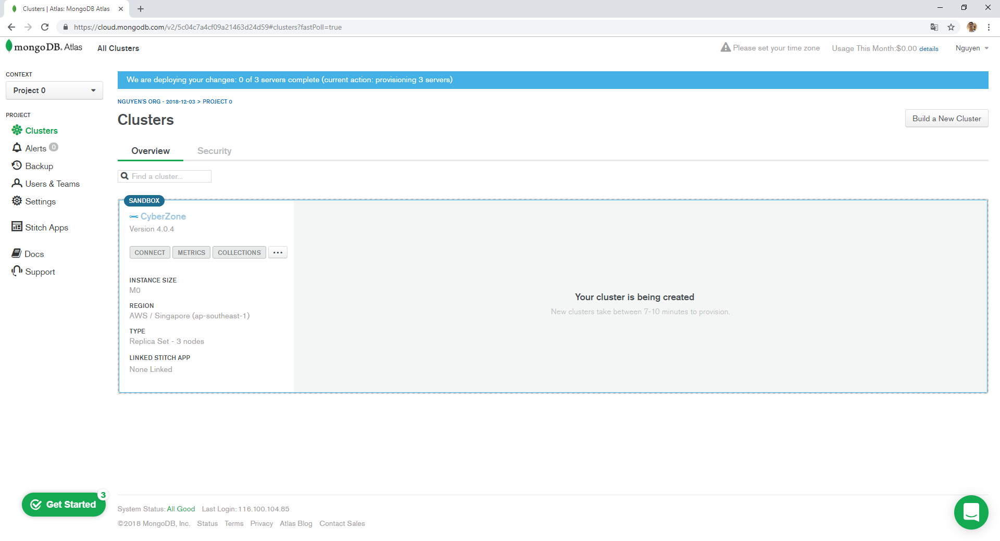 Clusters | Atlas: MongoDB Atlas
https://cloud.mongodb.com/v2/5c04c7a4cf09a21463d24d59#clusters?fastPoll=true
mongoDB. Atlas
All Clusters
Please set your time zone
Usage This Month:$0.00 details
Nguyen
CONTEXT
Project 0
PROJECT
Clusters
Alerts 0
Backup
Users & Teams
Settings
Stitch Apps
Docs
Support
We are deploying your changes: 0 of 3 servers complete (current action: provisioning 3 servers)
NGUYEN'S ORG - 2018-12-03 > PROJECT 0
Clusters
Build a New Cluster
Overview
Security
Find a cluster...
SANDBOX
CyberZone
Version 4.0.4
CONNECT
METRICS
COLLECTIONS
...
INSTANCE SIZE
M0
REGION
AWS / Singapore (ap-southeast-1)
TYPE
Replica Set - 3 nodes
LINKED STITCH APP
None Linked
Your cluster is being created
New clusters take between 7-10 minutes to provision.
Get Started
3
System Status: All Good Last Login: 116.100.104.85
©2018 MongoDB, Inc. Status Terms Privacy Atlas Blog Contact Sales